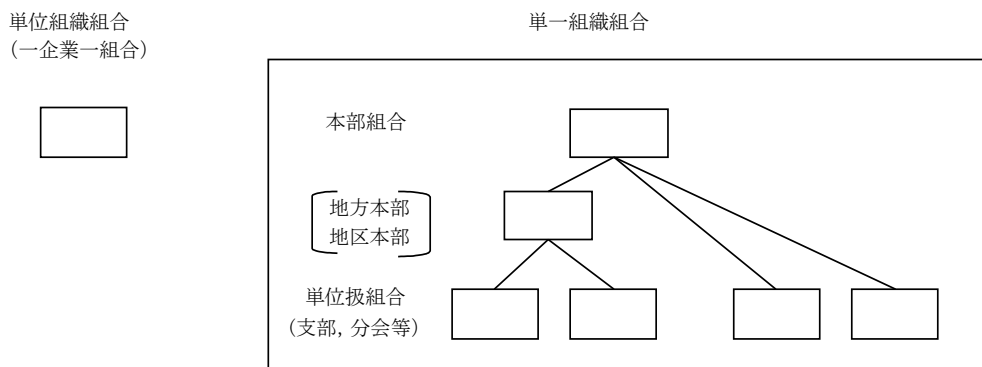 単位組織組合
（一企業一組合）
単一組織組合
本部組合
地方本部
地区本部
単位扱組合
（支部, 分会等）